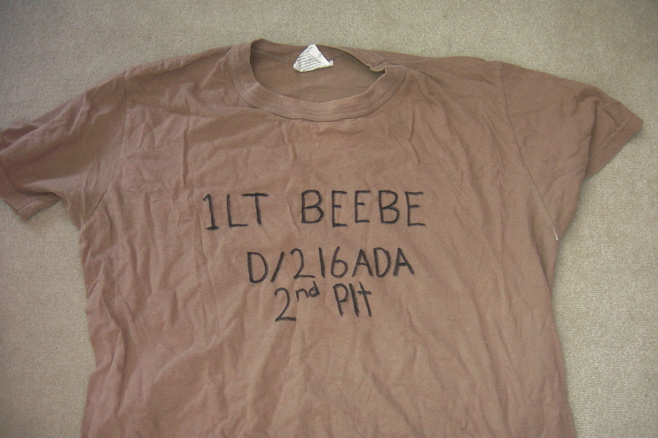 1LT BEEBE
D/216ADA
2nd Plt